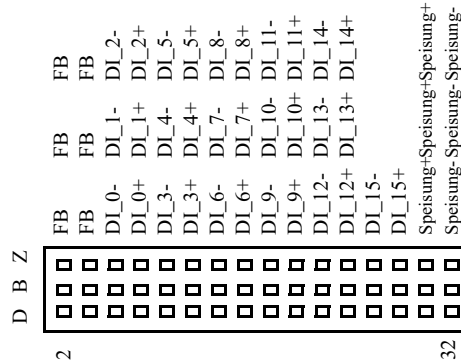 D B Z
2
FB FB FB
FB FB FB
DI_0- DI_1- DI_2-
DI_0+ DI_1+ DI_2+
DI_3- DI_4- DI_5-
DI_3+ DI_4+ DI_5+
DI_6- DI_7- DI_8-
DI_6+ DI_7+ DI_8+
DI_9- DI_10- DI_11-
DI_9+ DI_10+ DI_11+
DI_12- DI_13- DI_14-
DI_12+ DI_13+ DI_14+
DI_15-
DI_15+
Speisung+Speisung+Speisung+
Speisung- Speisung- Speisung-
32